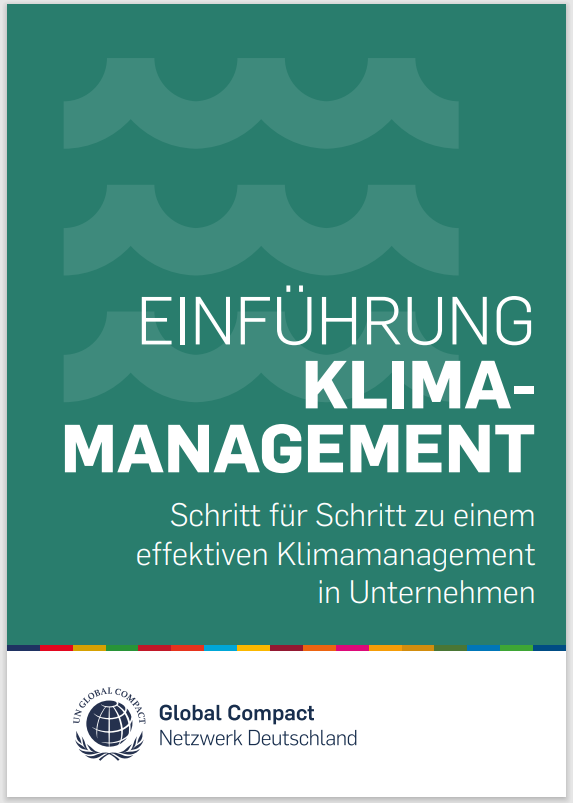 EINFÜHRUNG
KLIMA-
MANAGEMENT
Schritt für Schritt zu einem
effektiven Klimamanagement
in Unternehmen
UN GLOBAL COMPACT
Global Compact
Netzwerk Deutschland